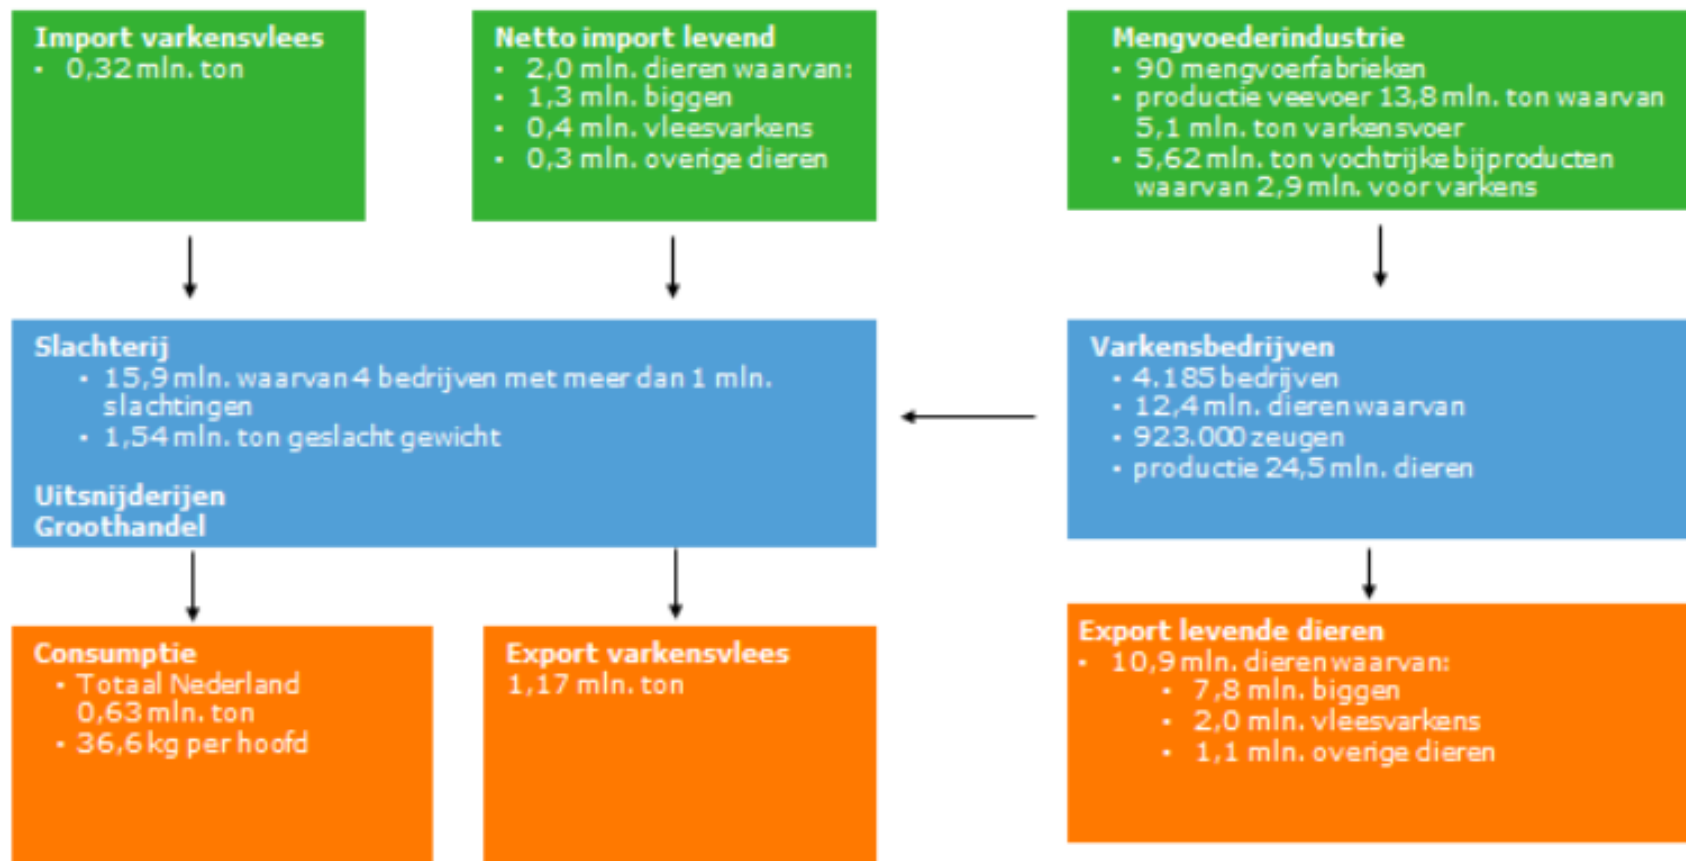 Import varkensvlees
• 0,32 mln. ton
Netto import levend
• 2,0 mln. dieren waarvan:
• 1,3 mln. biggen
• 0,4 mln. vleesvarkens
• 0,3 mln. overige dieren
Mengvoederindustrie
• 90 mengvoerfabrieken
• productie veevoer 13,8 mln. ton waarvan
5,1 mln. ton varkensvoer
• 5,62 mln. ton vochtrijke bijproducten
waarvan 2,9 mln. voor varkens
Slachterij
• 15,9 mln. waarvan 4 bedrijven met meer dan 1 mln.
slachtingen
• 1,54 mln. ton geslacht gewicht
Uitsnijderijen
Groothandel
Varkensbedrijven
• 4.185 bedrijven
• 12,4 mln. dieren waarvan
• 923.000 zeugen
• productie 24,5 mln. dieren
Consumptie
• Totaal Nederland
0,63 mln. ton
• 36,6 kg per hoofd
Export varkensvlees
1,17 mln. ton
Export levende dieren
• 10,9 mln. dieren waarvan:
• 7,8 mln. biggen
• 2,0 mln. vleesvarkens
• 1,1 mln. overige dieren